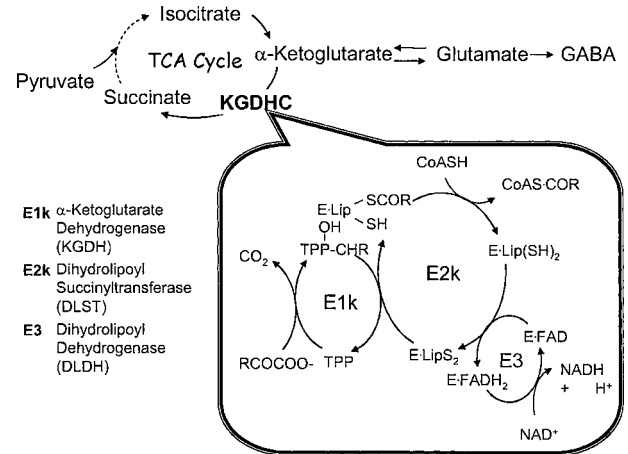 Isocitrate
TCA Cycle
α-Ketoglutarate
Glutamate
GABA
Pyruvate
Succinate
KGDHC
CoASH
CoAS·COR
E·Lip
SCOR
SH
OH
TPP-CHR
E·Lip(SH)2
CO2
E1k
E2k
E3
RCOCOO-
TPP
E·LipS2
E·FAD
E·FADH2
NADH
+ H+
NAD+
E1k α-Ketoglutarate
Dehydrogenase
(KGDH)
E2k Dihydrolipoyl
Succinyltransferase
(DLST)
E3 Dihydrolipoyl
Dehydrogenase
(DLDH)